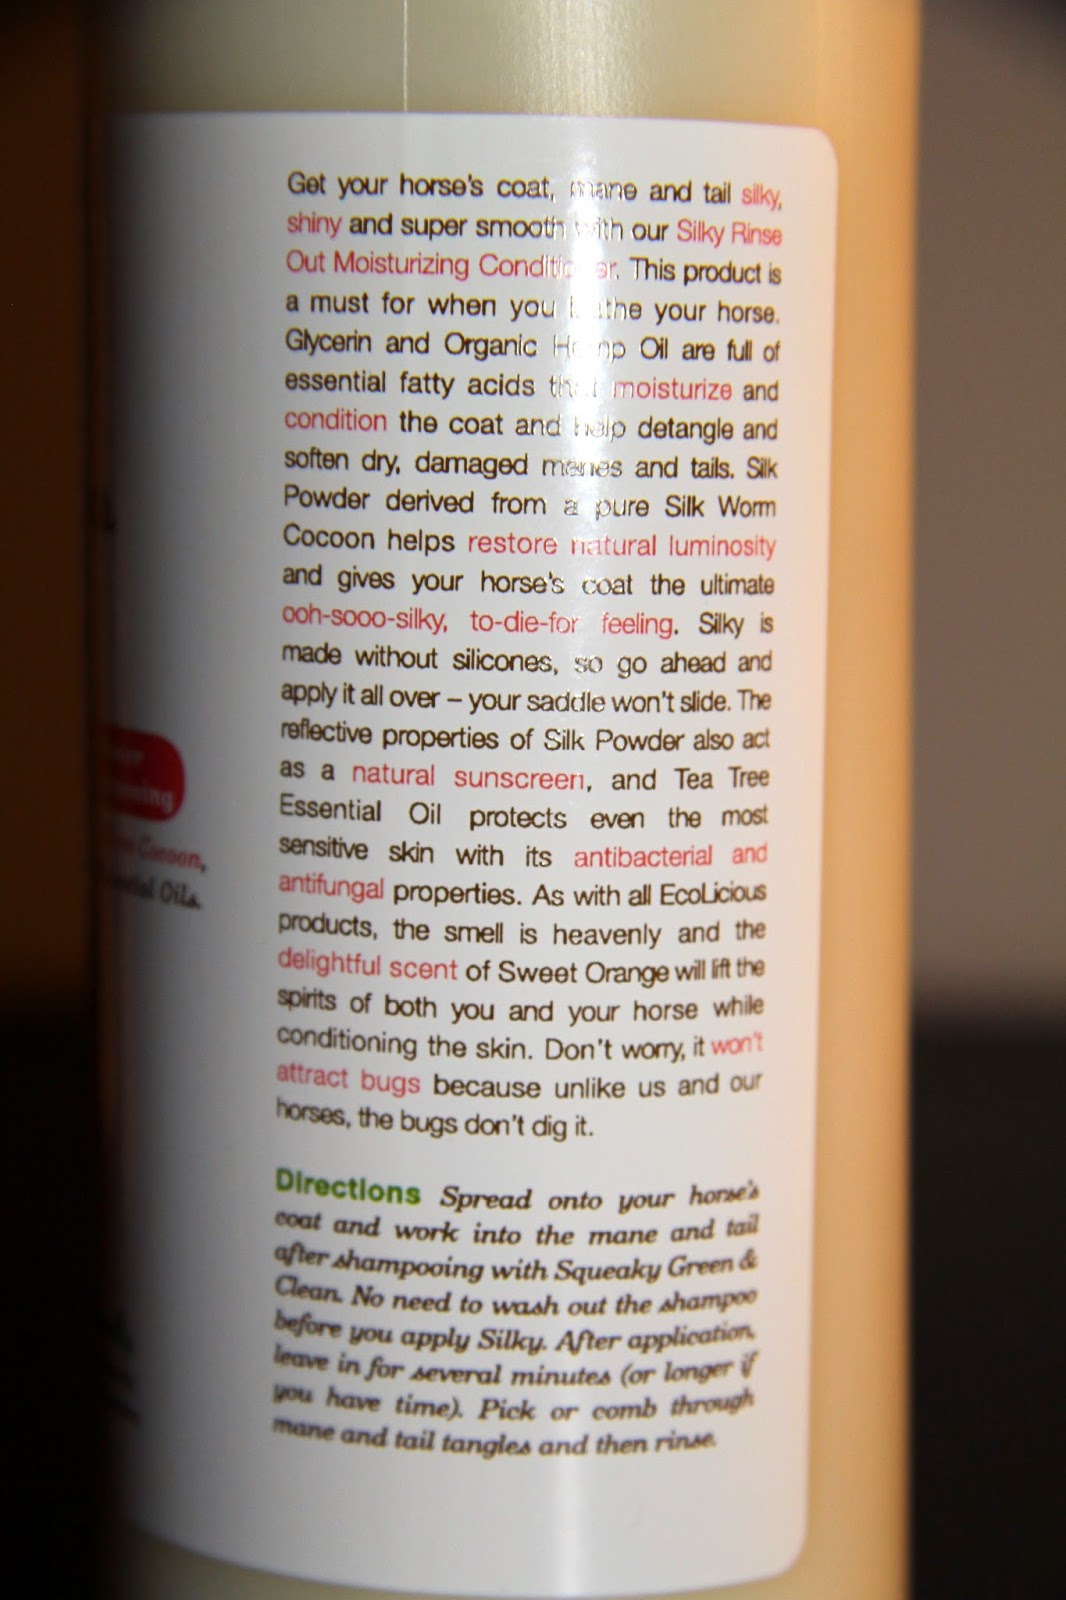 Get your horse's coat, mane and tail silky,
shiny and super smooth with our Silky Rinse
Out Moisturizing Conditioner. This product is
a must for when you bathe your horse.
Glycerin and Organic Hemp Oil are full of
essential fatty acids that moisturize and
condition the coat and help detangle and
soften dry, damaged manes and tails. Silk
Powder derived from a pure Silk Worm
Cocoon helps restore natural luminosity
and gives your horse's coat the ultimate
ooh-sooo-silky, to-die-for feeling. Silky is
made without silicones, so go ahead and
apply it all over – your saddle won't slide. The
reflective properties of Silk Powder also act
as a natural sunscreen, and Tea Tree
Essential Oil protects even the most
sensitive skin with its antibacterial and
antifungal properties. As with all EcoLicious
products, the smell is heavenly and the
delightful scent of Sweet Orange will lift the
spirits of both you and your horse while
conditioning the skin. Don't worry, it won't
attract bugs because unlike us and our
horses, the bugs don't dig it.
Directions Spread onto your horse's
coat and work into the mane and tail
after shampooing with Squeaky Green &
Clean. No need to wash out the shampoo
before you apply Silky. After application,
leave in for several minutes (or longer if
you have time). Pick or comb through
mane and tail tangles and then rinse.
Cocoon,
Oils.